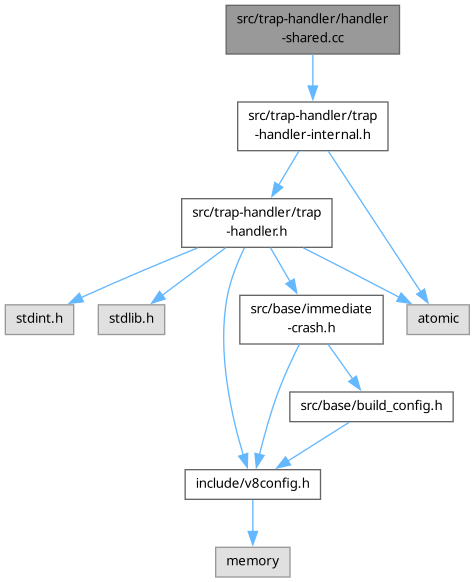 src/trap-handler/handler
-shared.cc
src/trap-handler/trap
-handler-internal.h
src/trap-handler/trap
-handler.h
stdint.h
stdlib.h
src/base/immediate
-crash.h
atomic
src/base/build_config.h
include/v8config.h
memory